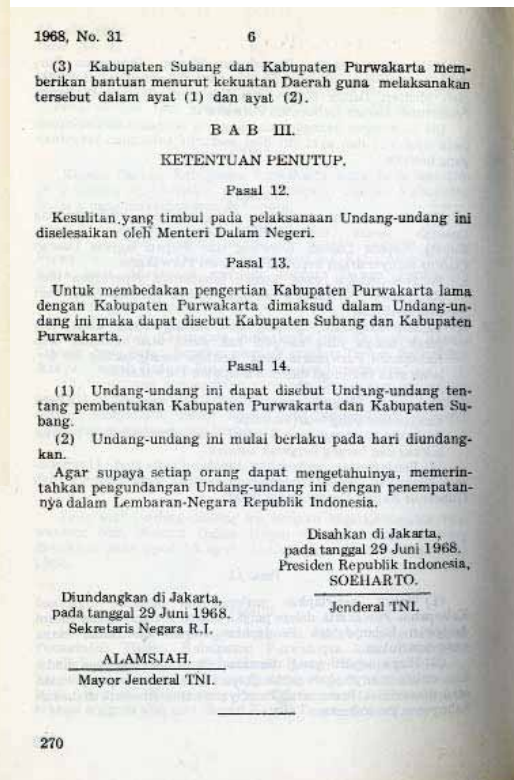 1968, No. 31 6
(3) Kabupaten Subang dan Kabupaten Purwakarta mem-
berikan bantuan menurut kekuatan Daerah guna melaksanakan
tersebut dalam ayat (1) dan ayat (2).
B A B III.
KETENTUAN PENUTUP.
Pasal 12.
Kesulitan yang timbul pada pelaksanaan Undang-undang ini
diselesaikan oleh Menteri Dalam Negeri.
Pasal 13.
Untuk membedakan pengertian Kabupaten Purwakarta lama
dengan Kabupaten Purwakarta dimaksud dalam Undang-un-
dang ini maka dapat disebut Kabupaten Subang dan Kabupaten
Purwakarta.
Pasal 14.
(1) Undang-undang ini dapat disebut Undang-undang ten-
tang pembentukan Kabupaten Purwakarta dan Kabupaten Su-
bang.
(2) Undang-undang ini mulai berlaku pada hari diundang-
kan.
Agar supaya setiap orang dapat mengetahuinya, memerin-
tahkan pengundangan Undang-undang ini dengan penempatan-
nya dalam Lembaran-Negara Republik Indonesia.
Disahkan di Jakarta,
pada tanggal 29 Juni 1968.
Presiden Republik Indonesia,
SOEHARTO.
Jenderal TNI.
Diundangkan di Jakarta,
pada tanggal 29 Juni 1968.
Sekretaris Negara R.I.
ALAMSJAH.
Mayor Jenderal TNI.
270